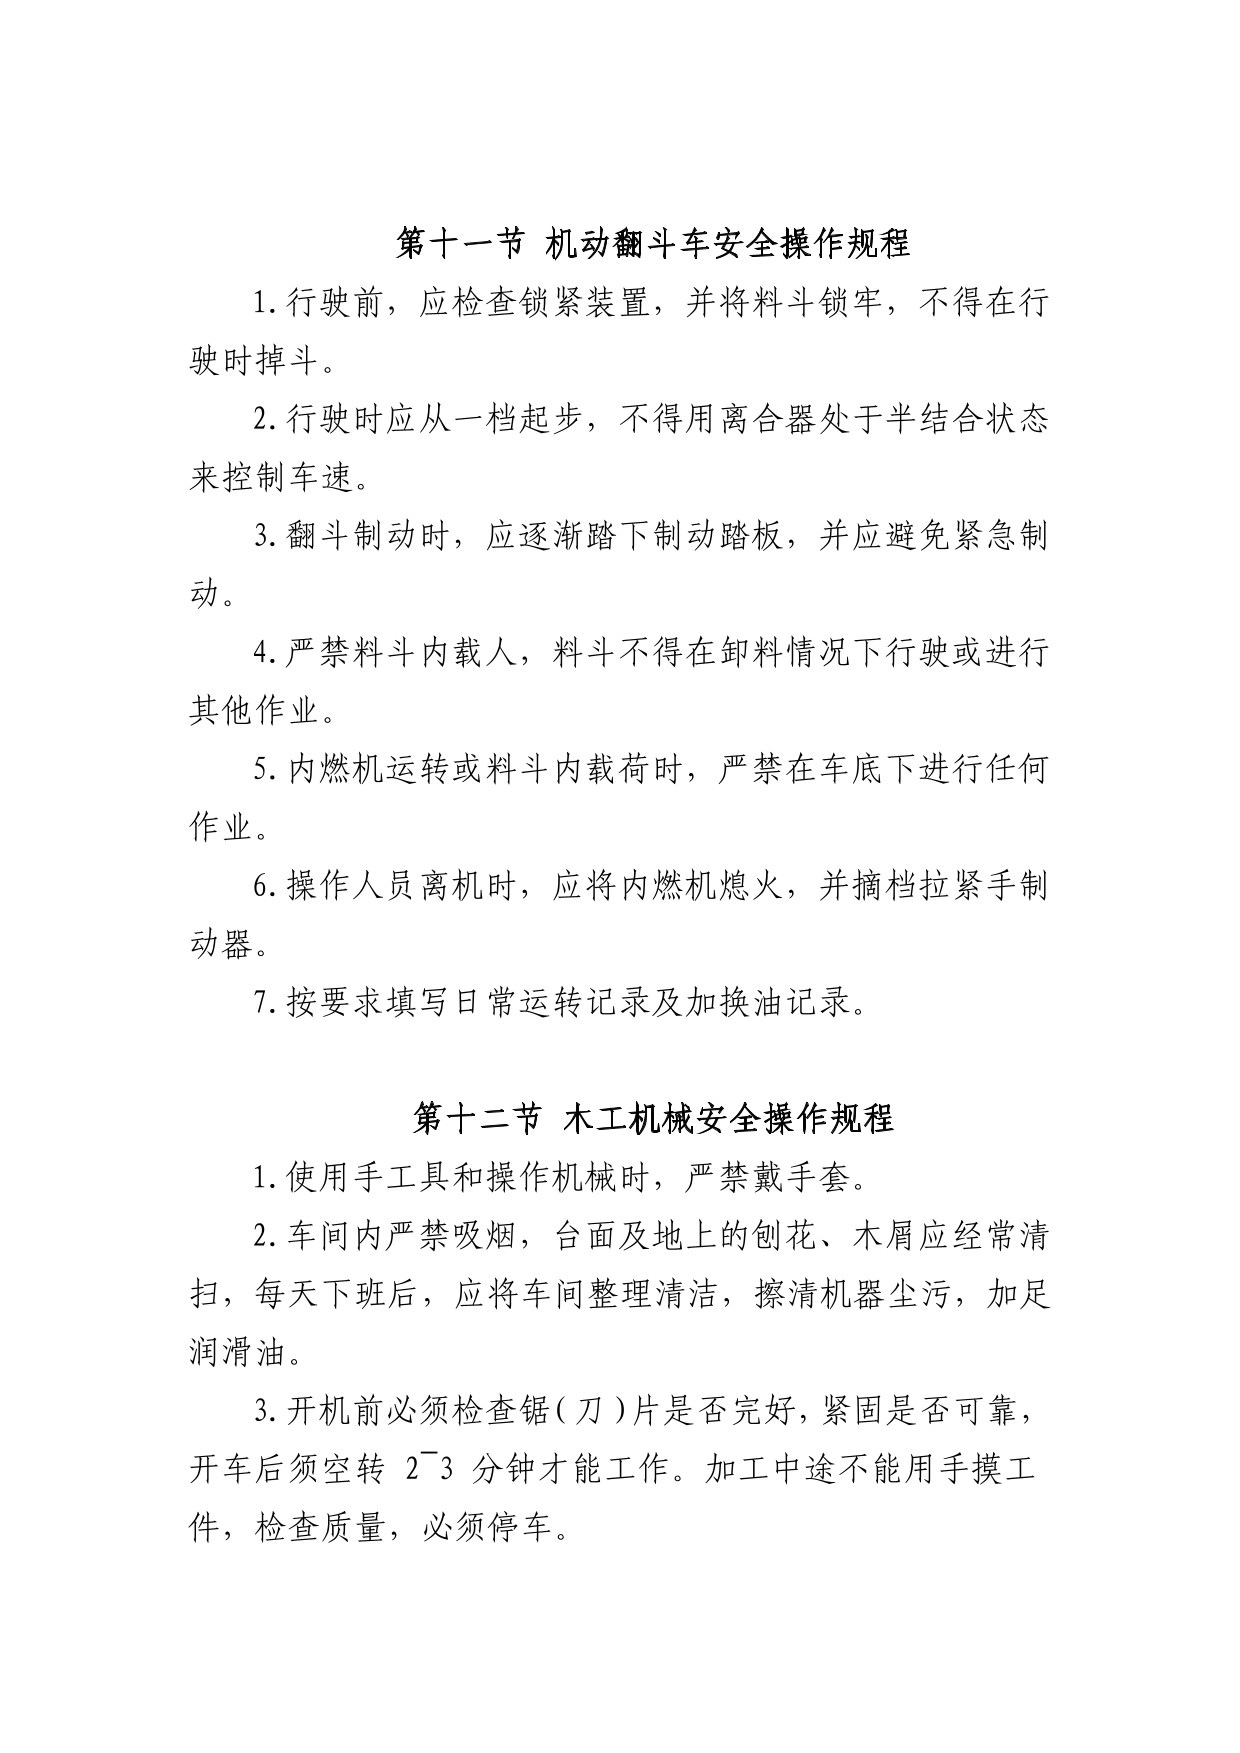 第十一节 机动翻斗车安全操作规程
1.行驶前，应检查锁紧装置，并将料斗锁牢，不得在行
驶时掉斗。
2.行驶时应从一档起步，不得用离合器处于半结合状态
来控制车速。
3.翻斗制动时，应逐渐踏下制动踏板，并应避免紧急制
动。
4.严禁料斗内载人，料斗不得在卸料情况下行驶或进行
其他作业。
5.内燃机运转或料斗内载荷时，严禁在车底下进行任何
作业。
6.操作人员离机时，应将内燃机熄火，并摘档拉紧手制
动器。
7.按要求填写日常运转记录及加换油记录。
第十二节 木工机械安全操作规程
1.使用手工具和操作机械时，严禁戴手套。
2.车间内严禁吸烟，台面及地上的刨花、木屑应经常清
扫，每天下班后，应将车间整理清洁，擦清机器尘污，加足
润滑油。
3.开机前必须检查锯(刀)片是否完好,紧固是否可靠，
开车后须空转 2‾3 分钟才能工作。加工中途不能用手摸工
件，检查质量，必须停车。